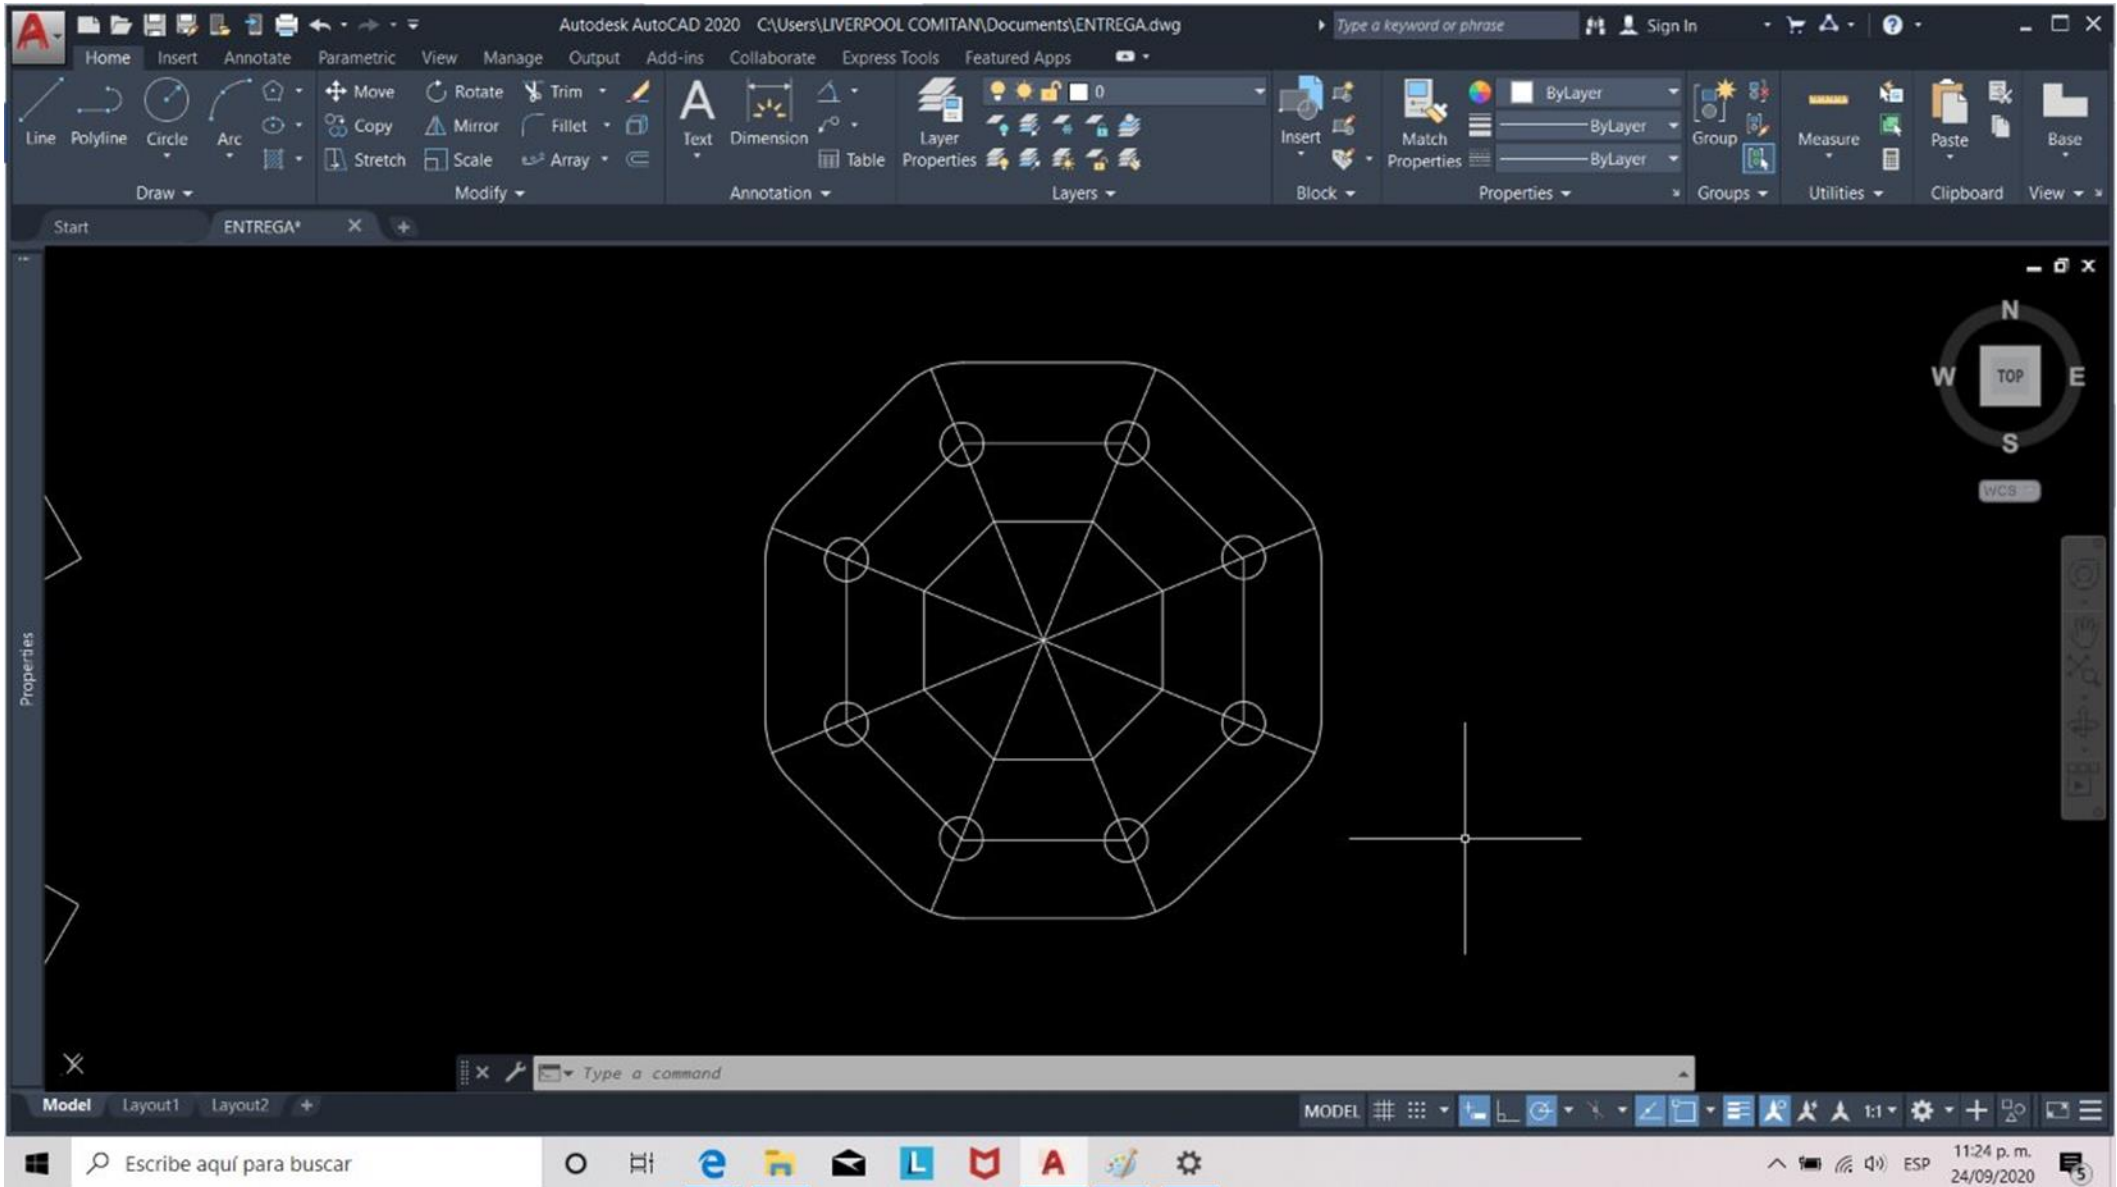 Autodesk AutoCAD 2020 C:\Users\LIVERPOOL COMITAN\Documents\ENTREGA.dwg
Type a keyword or phrase
Sign In
Home Insert Annotate Parametric View Manage Output Add-ins Collaborate Express Tools Featured Apps
Line Polyline Circle Arc
Move Rotate Trim
Copy Mirror Fillet
Stretch Scale Array
Text Dimension
Table
Layer Properties
0
Insert
Match Properties
ByLayer
ByLayer
ByLayer
Group
Measure
Paste
Base
Draw Modify Annotation Layers Block Properties Groups Utilities Clipboard View
Start ENTREGA*
Properties
N
W TOP E
S
WCS
Type a command
Model Layout1 Layout2
MODEL 1:1
Escribe aquí para buscar
ESP
11:24 p. m.
24/09/2020
5